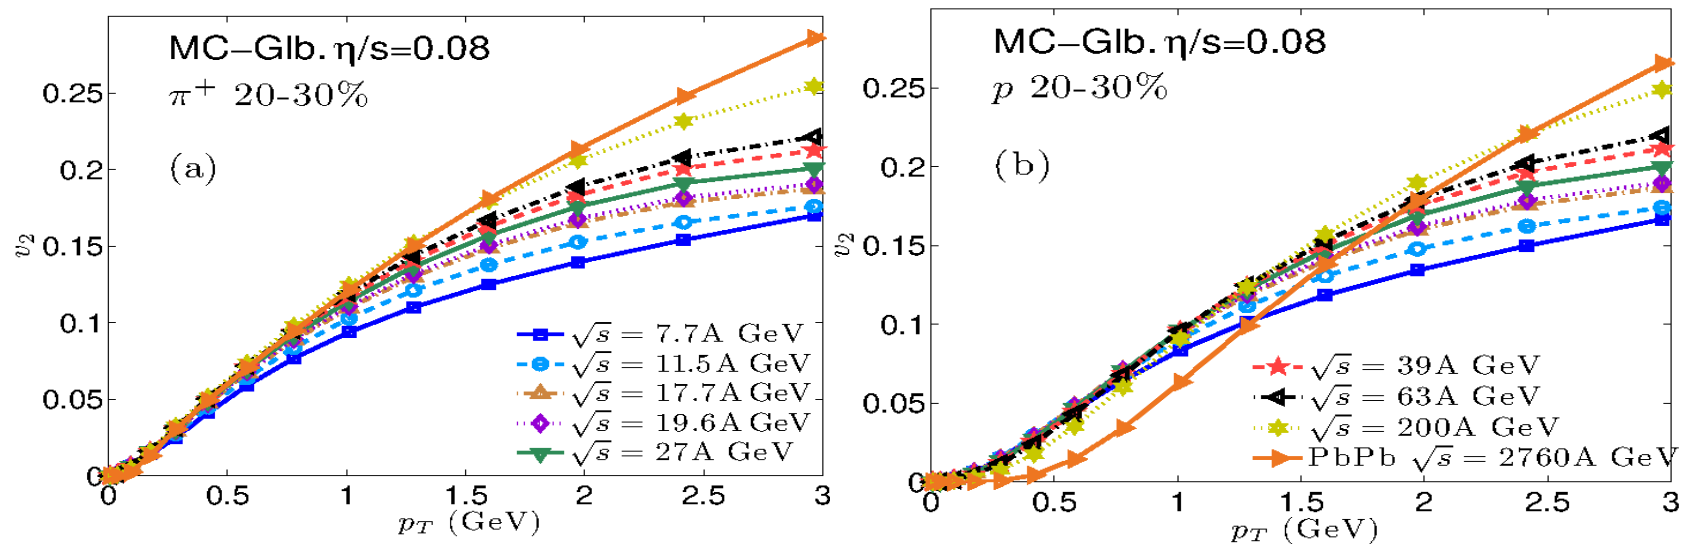 MC–Glb. η/s=0.08
π⁺ 20-30%
(a)
0.25
0.2
0.15
0.1
0.05
0
v₂
0 0.5 1 1.5 2 2.5 3
p_T (GeV)
√s = 7.7A GeV
√s = 11.5A GeV
√s = 17.7A GeV
√s = 19.6A GeV
√s = 27A GeV
MC–Glb. η/s=0.08
p 20-30%
(b)
0.25
0.2
0.15
0.1
0.05
0
v₂
0 0.5 1 1.5 2 2.5 3
p_T (GeV)
√s = 39A GeV
√s = 63A GeV
√s = 200A GeV
PbPb √s = 2760A GeV